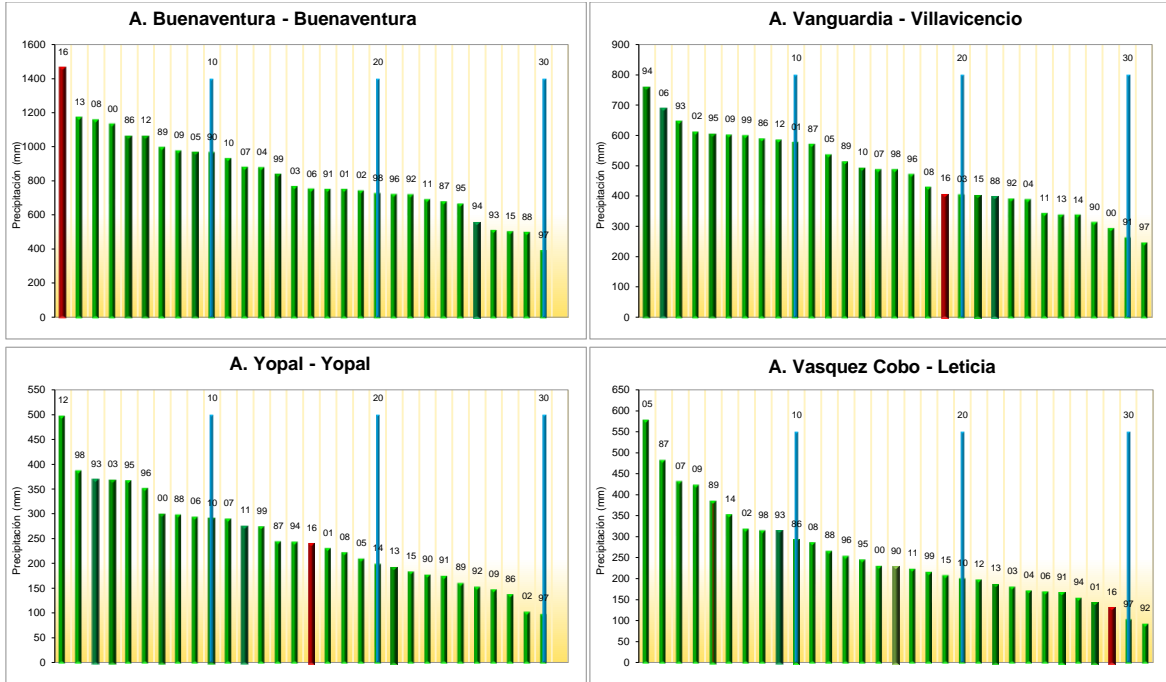 A. Buenaventura - Buenaventura
Precipitación (mm)
1600
1400
1200
1000
800
600
400
200
0
16 13 08 00 86 12 89 09 05 90 10 07 04 99 03 06 91 01 02 98 96 92 11 87 95 94 93 15 88 97
10 20 30
A. Vanguardia - Villavicencio
Precipitación (mm)
900
800
700
600
500
400
300
200
100
0
94 06 93 02 95 09 99 86 12 01 87 05 89 10 07 98 96 08 16 03 15 88 92 04 11 13 14 90 00 91 97
10 20 30
A. Yopal - Yopal
Precipitación (mm)
550
500
450
400
350
300
250
200
150
100
50
0
12 98 93 03 95 96 00 88 06 10 07 11 99 87 94 16 01 08 05 14 13 15 90 91 89 92 09 86 02 97
10 20 30
A. Vasquez Cobo - Leticia
Precipitación (mm)
650
600
550
500
450
400
350
300
250
200
150
100
50
0
05 87 07 09 89 14 02 98 93 86 08 88 96 95 00 90 11 99 15 10 12 13 03 04 06 91 94 01 16 97 92
10 20 30